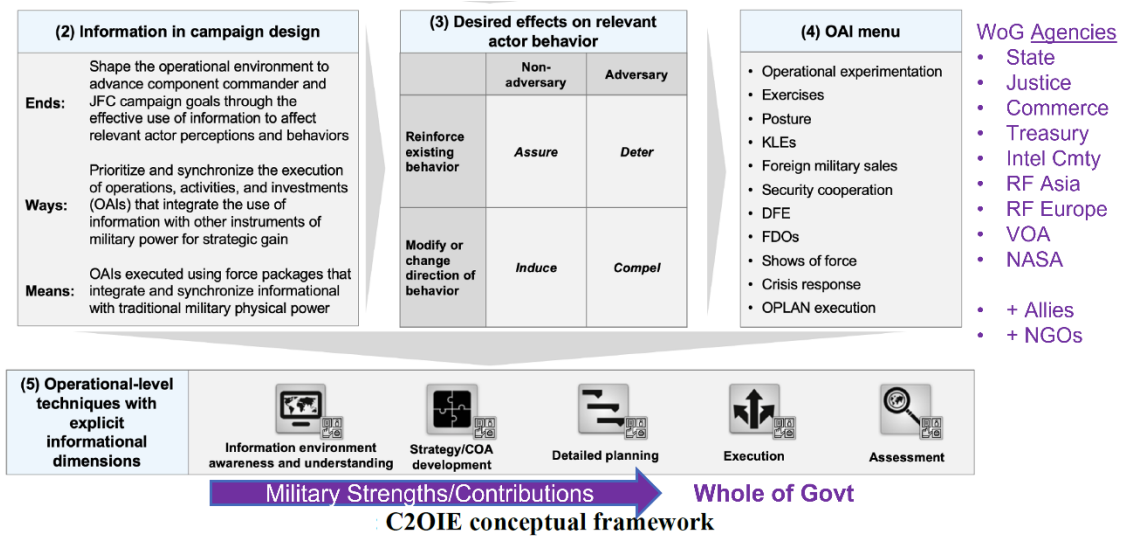 (2) Information in campaign design
Ends:
Shape the operational environment to
advance component commander and
JFC campaign goals through the
effective use of information to affect
relevant actor perceptions and behaviors
Ways:
Prioritize and synchronize the execution
of operations, activities, and investments
(OAIs) that integrate the use of
information with other instruments of
military power for strategic gain
Means:
OAIs executed using force packages that
integrate and synchronize informational
with traditional military physical power
(3) Desired effects on relevant
actor behavior
Non-
adversary
Adversary
Reinforce
existing
behavior
Assure
Deter
Modify or
change
direction of
behavior
Induce
Compel
(4) OAI menu
• Operational experimentation
• Exercises
• Posture
• KLEs
• Foreign military sales
• Security cooperation
• DFE
• FDOs
• Shows of force
• Crisis response
• OPLAN execution
WoG Agencies
• State
• Justice
• Commerce
• Treasury
• Intel Cmty
• RF Asia
• RF Europe
• VOA
• NASA
• + Allies
• + NGOs
(5) Operational-level
techniques with
explicit
informational
dimensions
Information environment
awareness and understanding
Strategy/COA
development
Detailed planning
Execution
Assessment
Military Strengths/Contributions
Whole of Govt
: C2OIE conceptual framework